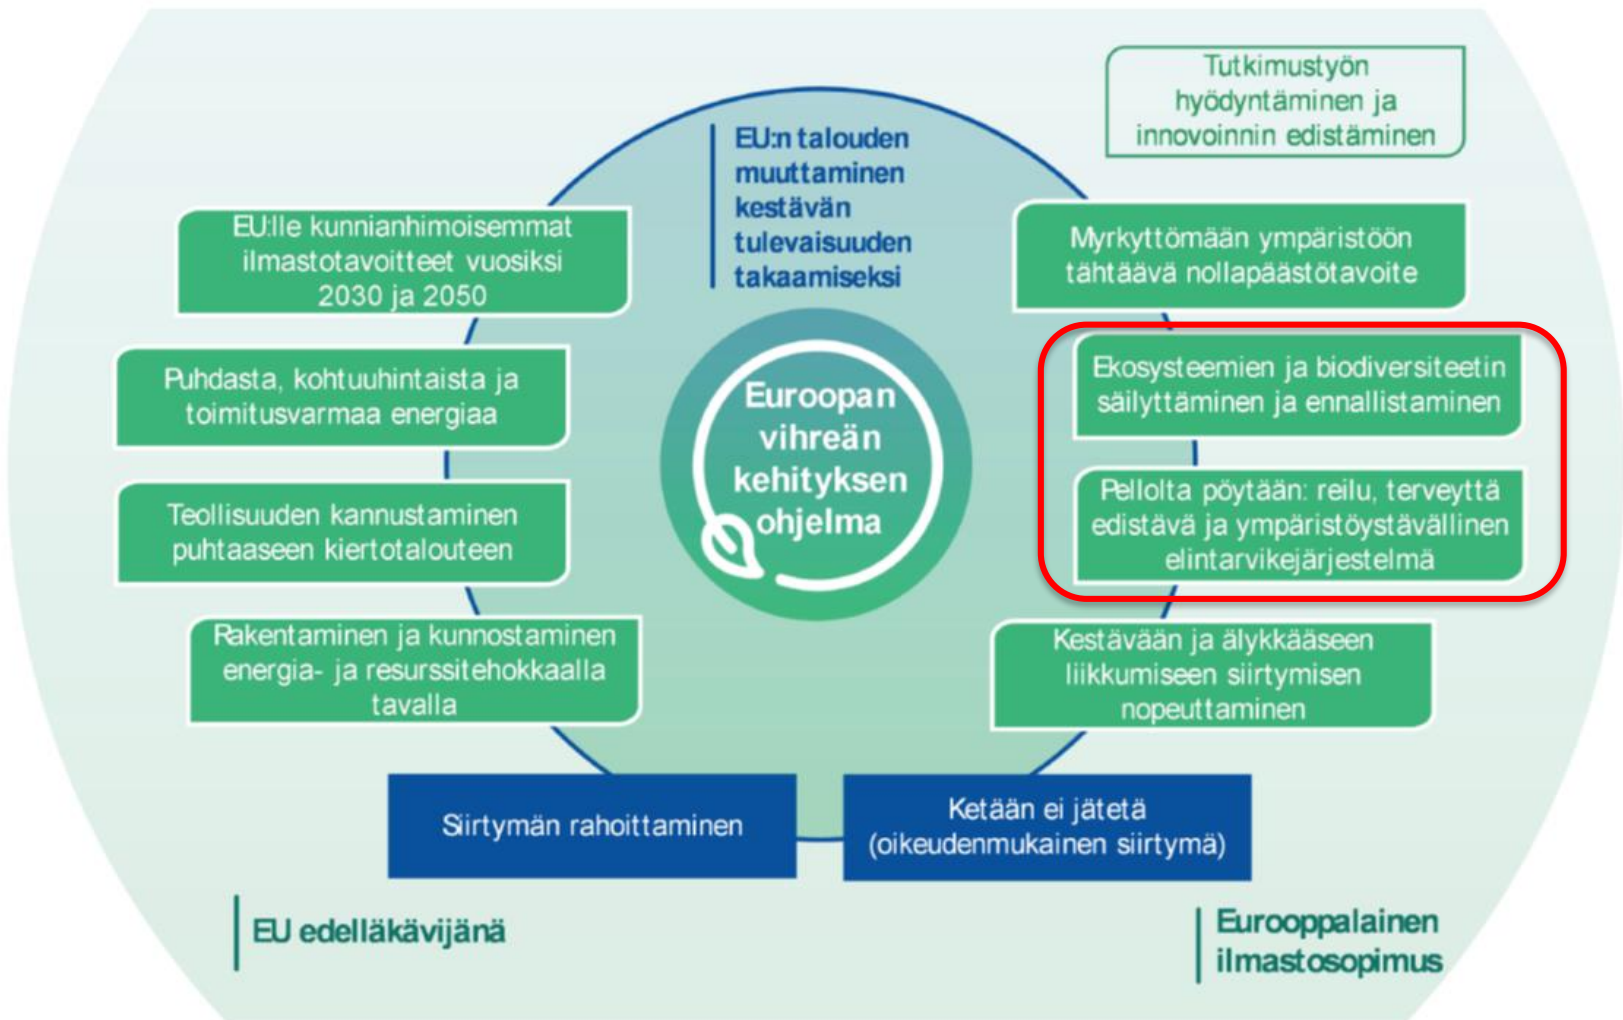 Tutkimustyön
hyödyntäminen ja
innovoinnin edistäminen
EU:n talouden
muuttaminen
kestävän
tulevaisuuden
takaamiseksi
EU:lle kunnianhimoisemmat
ilmastotavoitteet vuosiksi
2030 ja 2050
Myrkyttömään ympäristöön
tähtäävä nollapäästötavoite
Puhdasta, kohtuuhintaista ja
toimitusvarmaa energiaa
Ekosysteemien ja biodiversiteetin
säilyttäminen ja ennallistaminen
Euroopan
vihreän
kehityksen
ohjelma
Teollisuuden kannustaminen
puhtaaseen kiertotalouteen
Pellolta pöytään: reilu, terveyttä
edistävä ja ympäristöystävällinen
elintarvikejärjestelmä
Rakentaminen ja kunnostaminen
energia- ja resurssitehokkaalla
tavalla
Kestävään ja älykkääseen
liikkumiseen siirtymisen
nopeuttaminen
Siirtymän rahoittaminen
Ketään ei jätetä
(oikeudenmukainen siirtymä)
EU edelläkävijänä
Eurooppalainen
ilmastosopimus